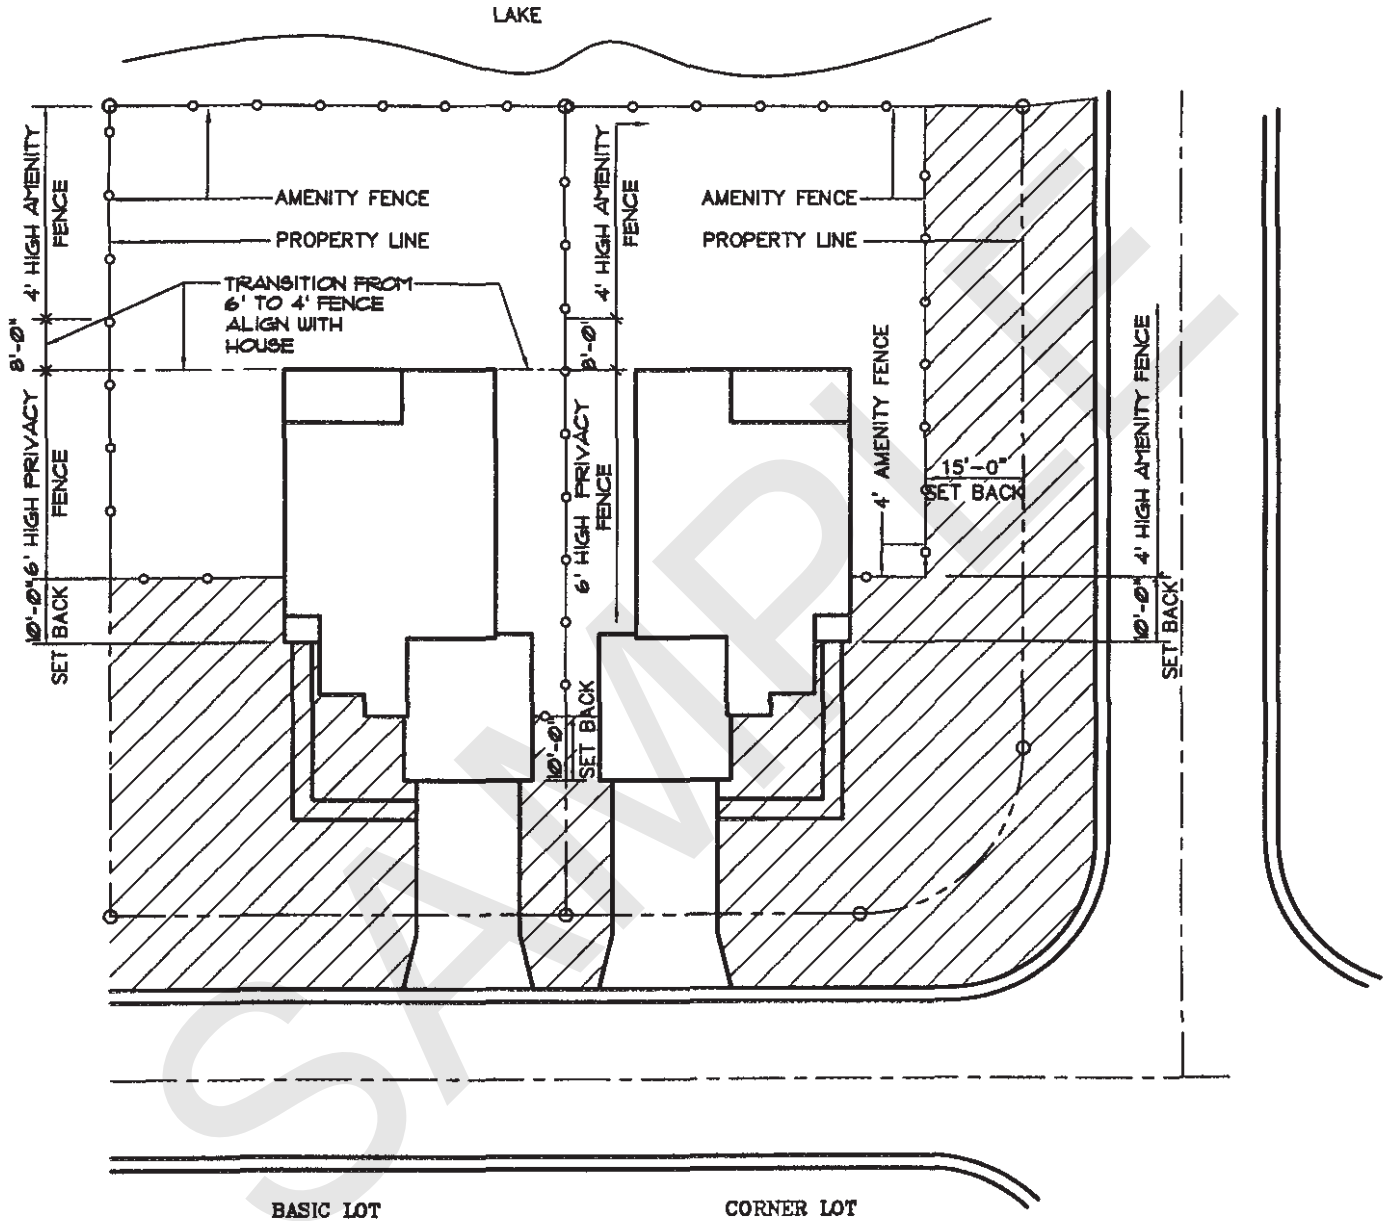 LAKE
4' HIGH AMENITY
FENCE
AMENITY FENCE
PROPERTY LINE
TRANSITION FROM
6' TO 4' FENCE
ALIGN WITH
HOUSE
8'-0"
6' HIGH PRIVACY
FENCE
10'-0"
SET BACK
4' HIGH AMENITY
FENCE
8'-0"
6' HIGH PRIVACY
FENCE
10'-0"
SET BACK
AMENITY FENCE
PROPERTY LINE
4' AMENITY FENCE
15'-0"
SET BACK
4' HIGH AMENITY FENCE
10'-0"
SET BACK
SAMPLE
BASIC LOT
CORNER LOT